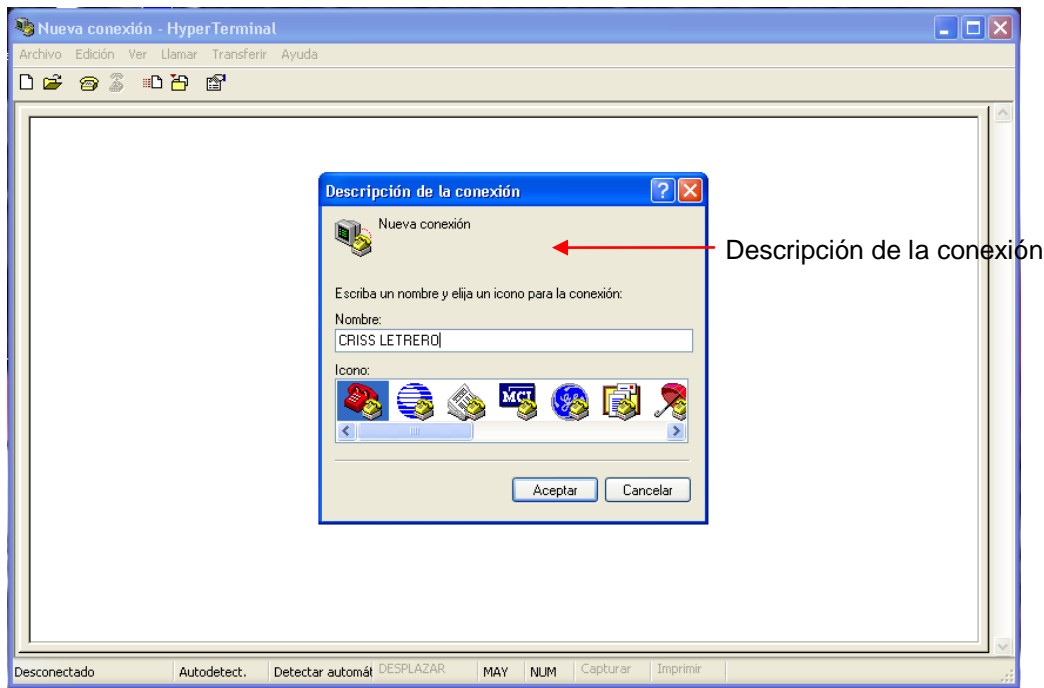 Nueva conexión - HyperTerminal
Archivo Edición Ver Llamar Transferir Ayuda
Descripción de la conexión
Nueva conexión
Descripción de la conexión
Escriba un nombre y elija un icono para la conexión:
Nombre:
CRISS LETRERO
Icono:
MCI
Aceptar Cancelar
Desconectado Autodetect. Detectar automát DESPLAZAR MAY NUM Capturar Imprimir